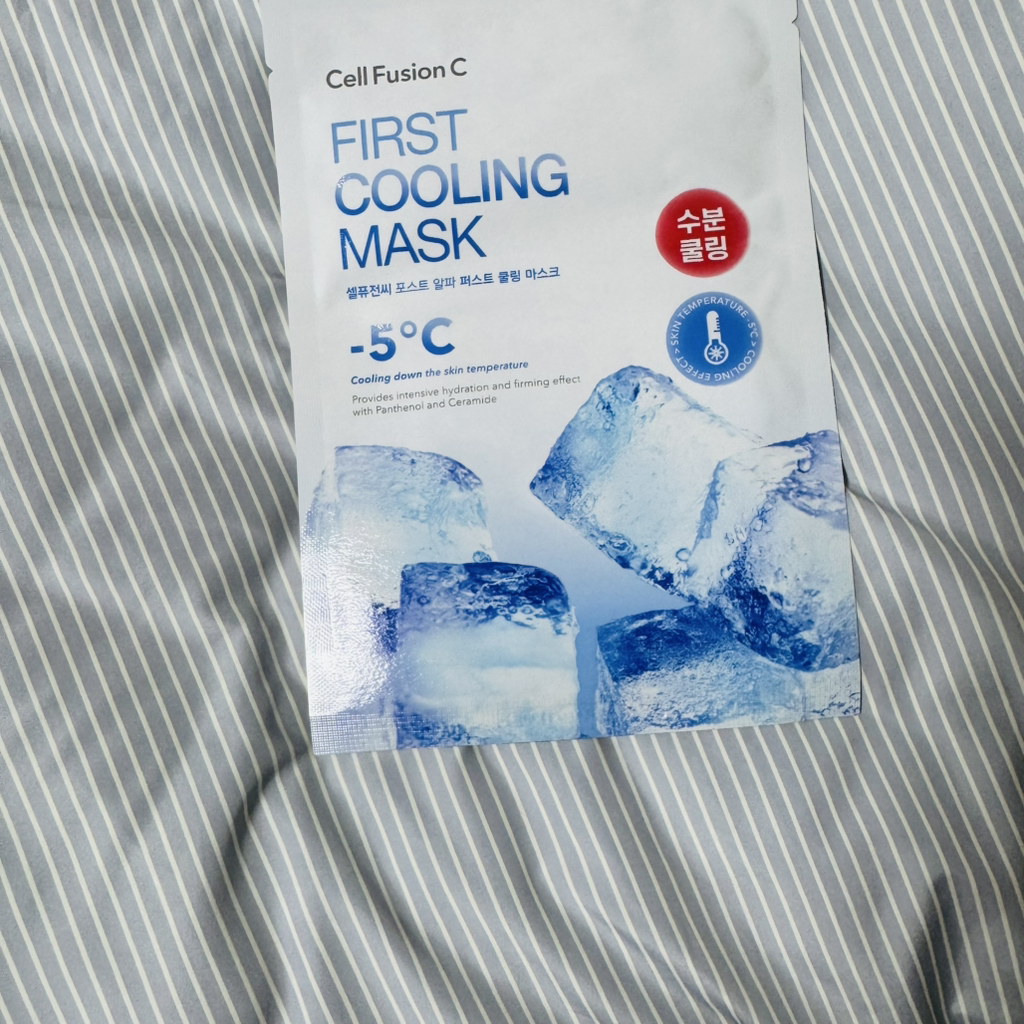 Cell Fusion C
FIRST
COOLING
MASK
셀퓨전씨 포스트 알파 퍼스트 쿨링 마스크
수분
쿨링
SKIN TEMPERATURE -5°C > COOLING EFFECT >
-5°C
Cooling down the skin temperature
Provides intensive hydration and firming effect
with Panthenol and Ceramide